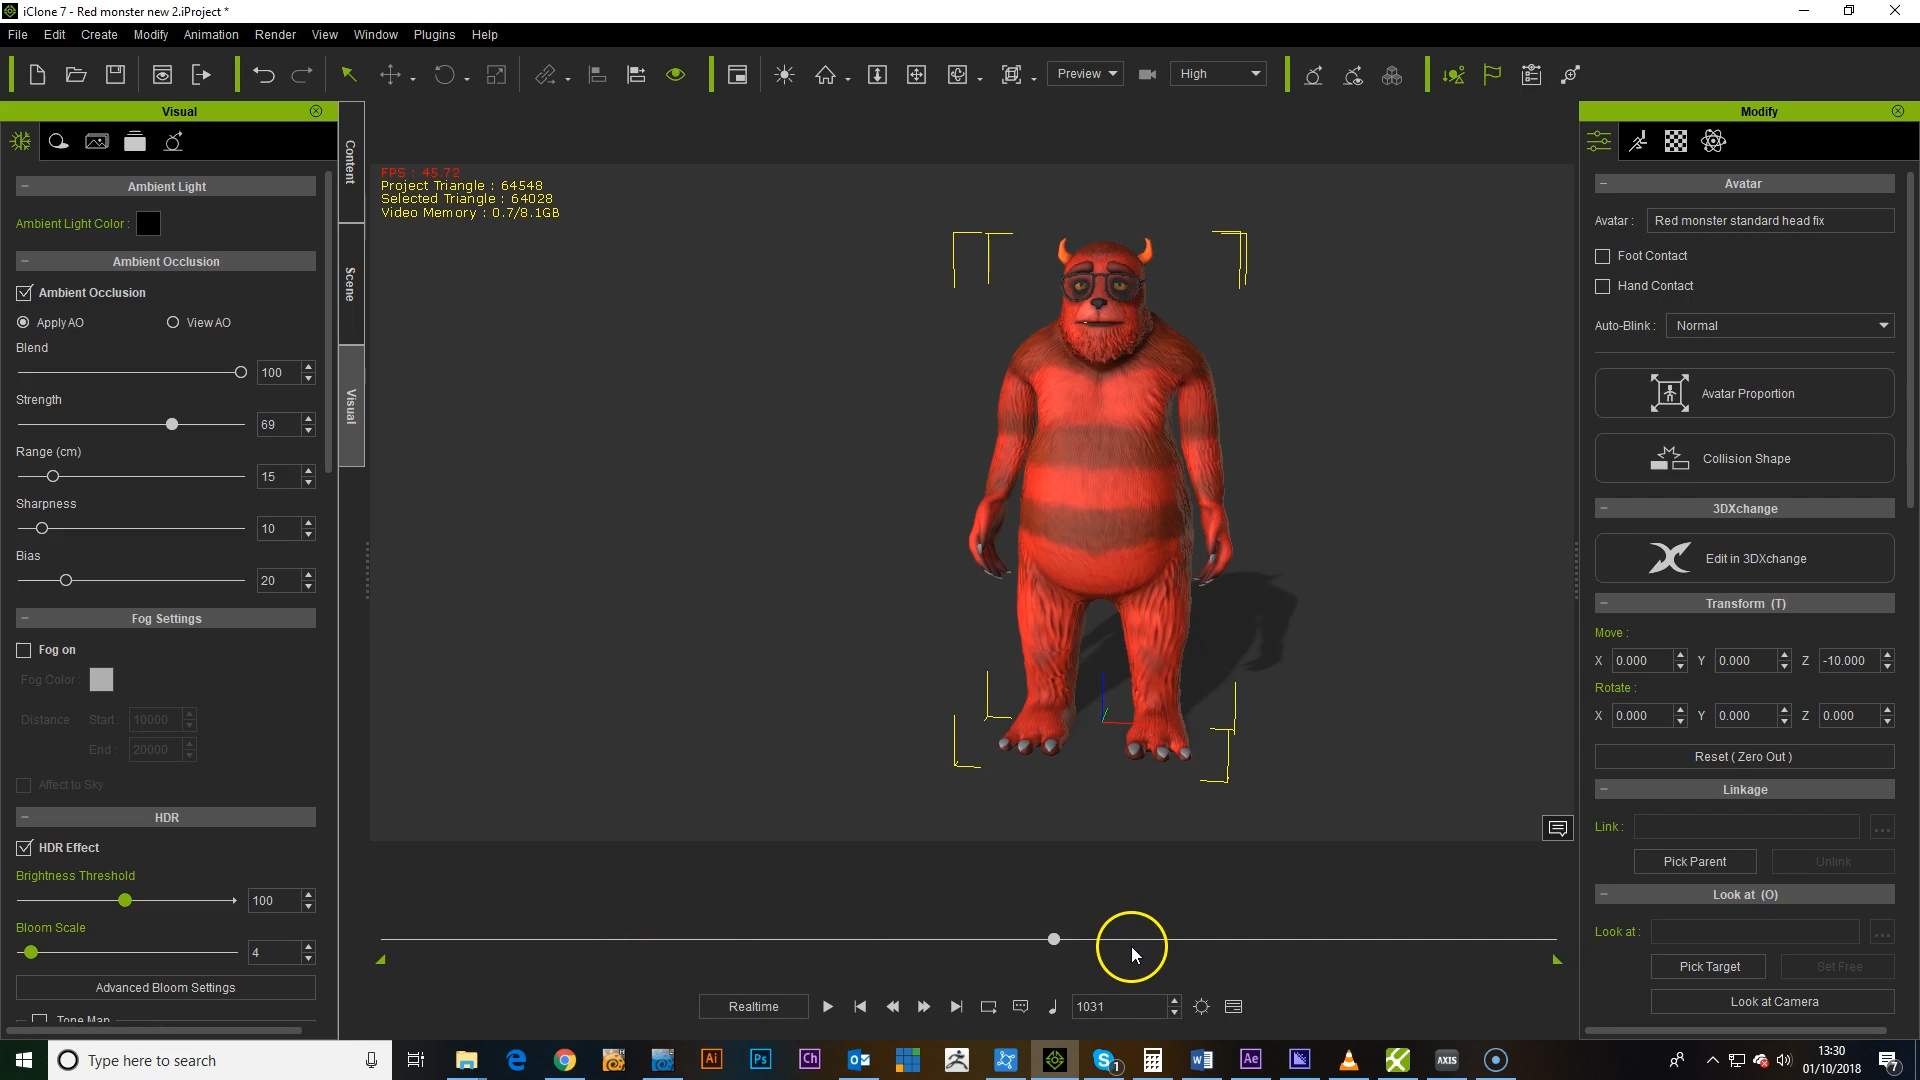 iClone 7 - Red monster new 2.iProject *
File Edit Create Modify Animation Render View Window Plugins Help
Preview High
Visual
Content
Scene
Visual
Ambient Light
Ambient Light Color :
Ambient Occlusion
Ambient Occlusion
Apply AO View AO
Blend
100
Strength
69
Range (cm)
15
Sharpness
10
Bias
20
Fog Settings
Fog on
Fog Color :
Distance Start : 10000
End : 20000
Affect to Sky
HDR
HDR Effect
Brightness Threshold
100
Bloom Scale
4
Advanced Bloom Settings
Tone Map
FPS : 45.72
Project Triangle : 64548
Selected Triangle : 64028
Video Memory : 0.7/8.1GB
Realtime 1031
Modify
Avatar
Avatar : Red monster standard head fix
Foot Contact
Hand Contact
Auto-Blink : Normal
Avatar Proportion
Collision Shape
3DXchange
Edit in 3DXchange
Transform (T)
Move :
X 0.000 Y 0.000 Z -10.000
Rotate :
X 0.000 Y 0.000 Z 0.000
Reset ( Zero Out )
Linkage
Link : ...
Pick Parent Unlink
Look at (O)
Look at : ...
Pick Target Set Free
Look at Camera
Type here to search
Ai Ps Ch 1 Ae AXIS
13:30
01/10/2018
7